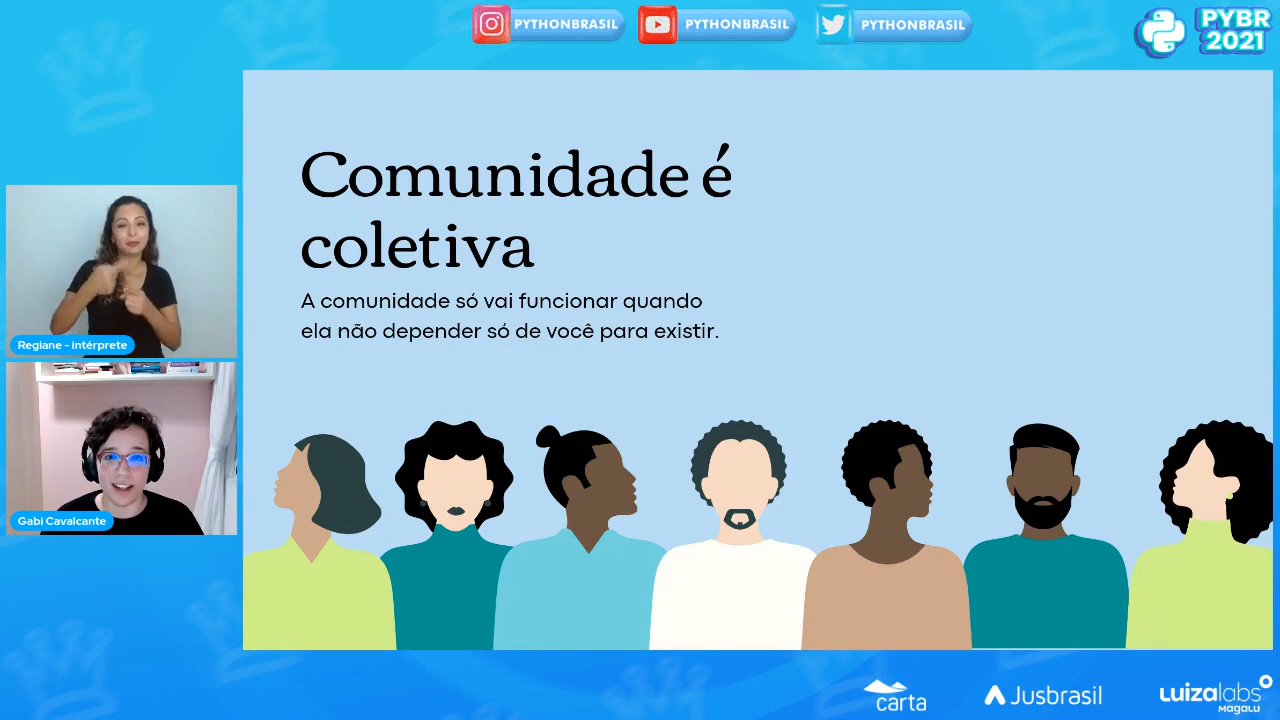 PYTHONBRASIL
PYTHONBRASIL
PYTHONBRASIL
PYBR
2021
Comunidade é
coletiva
A comunidade só vai funcionar quando
ela não depender só de você para existir.
Regiane - intérprete
Gabi Cavalcante
carta
Jusbrasil
Luizalabs
Magalu